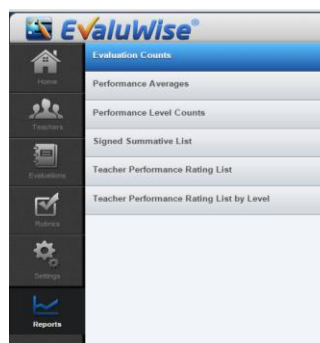 EvaluWise®
Home
Evaluation Counts
Performance Averages
Teachers
Performance Level Counts
Signed Summative List
Evaluations
Teacher Performance Rating List
Rubrics
Teacher Performance Rating List by Level
Settings
Reports